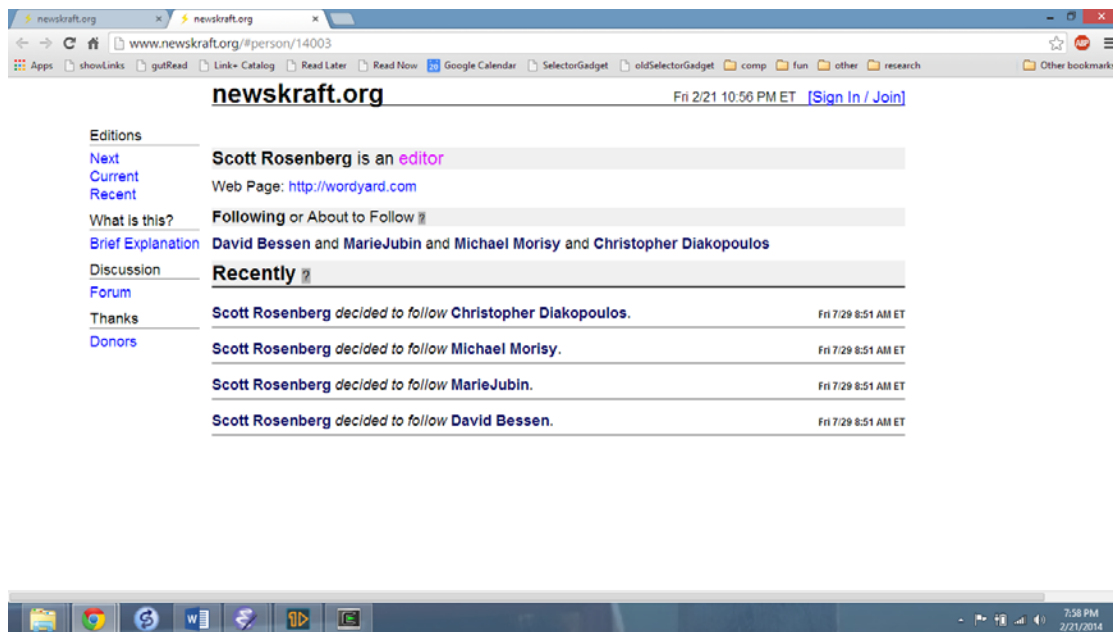 newskraft.org
newskraft.org
www.newskraft.org/#person/14003
ABP
Apps showLinks gutRead Link+ Catalog Read Later Read Now 20 Google Calendar SelectorGadget oldSelectorGadget comp fun other research Other bookmarks
newskraft.org Fri 2/21 10:56 PM ET [Sign In / Join]
Editions
Next
Current
Recent
What is this?
Brief Explanation
Discussion
Forum
Thanks
Donors
Scott Rosenberg is an editor
Web Page: http://wordyard.com
Following or About to Follow ?
David Bessen and MarieJubin and Michael Morisy and Christopher Diakopoulos
Recently ?
Scott Rosenberg decided to follow Christopher Diakopoulos. Fri 7/29 8:51 AM ET
Scott Rosenberg decided to follow Michael Morisy. Fri 7/29 8:51 AM ET
Scott Rosenberg decided to follow MarieJubin. Fri 7/29 8:51 AM ET
Scott Rosenberg decided to follow David Bessen. Fri 7/29 8:51 AM ET
7:58 PM
2/21/2014